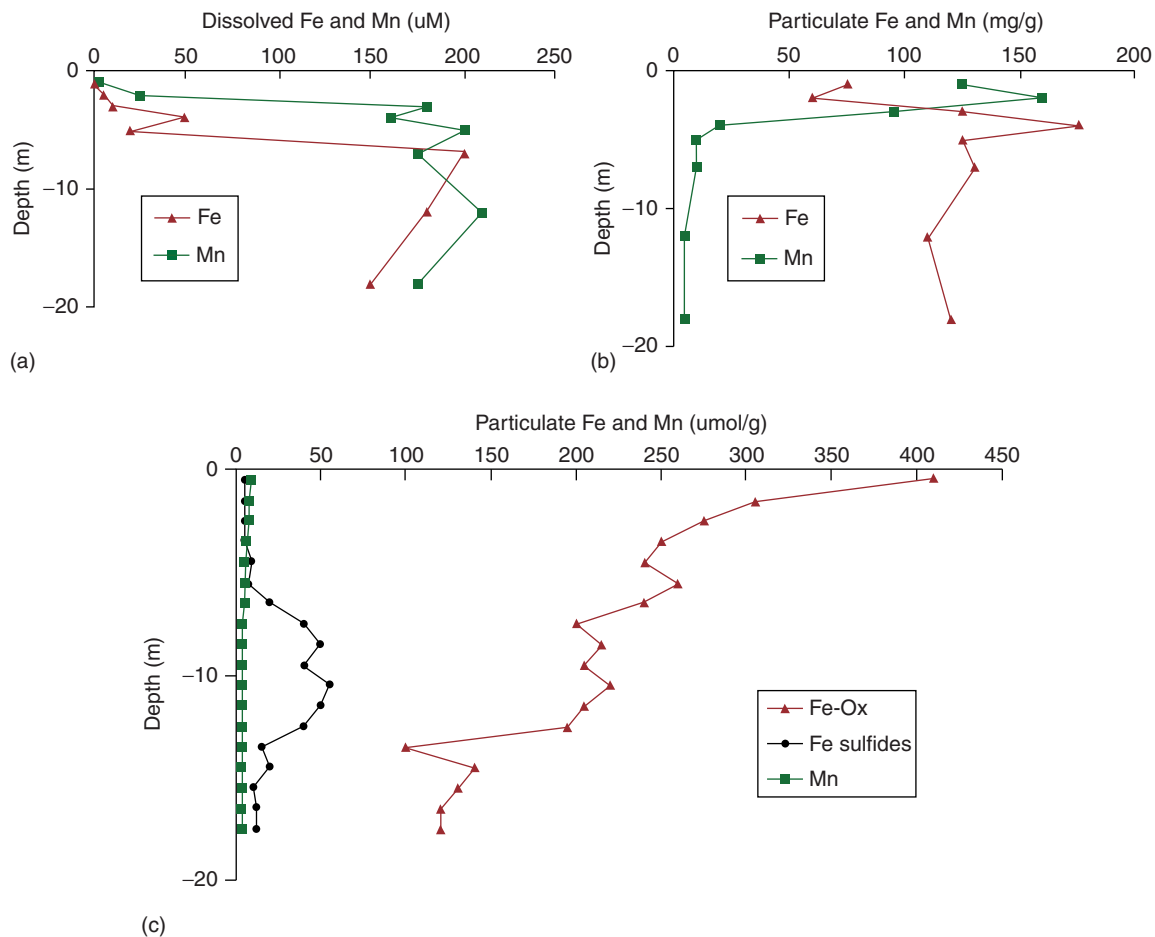 Dissolved Fe and Mn (uM)
0 50 100 150 200 250
0
−10
−20
Depth (m)
Fe
Mn
(a)
Particulate Fe and Mn (mg/g)
0 50 100 150 200
0
−10
−20
Depth (m)
Fe
Mn
(b)
Particulate Fe and Mn (umol/g)
0 50 100 150 200 250 300 350 400 450
0
−10
−20
Depth (m)
Fe-Ox
Fe sulfides
Mn
(c)